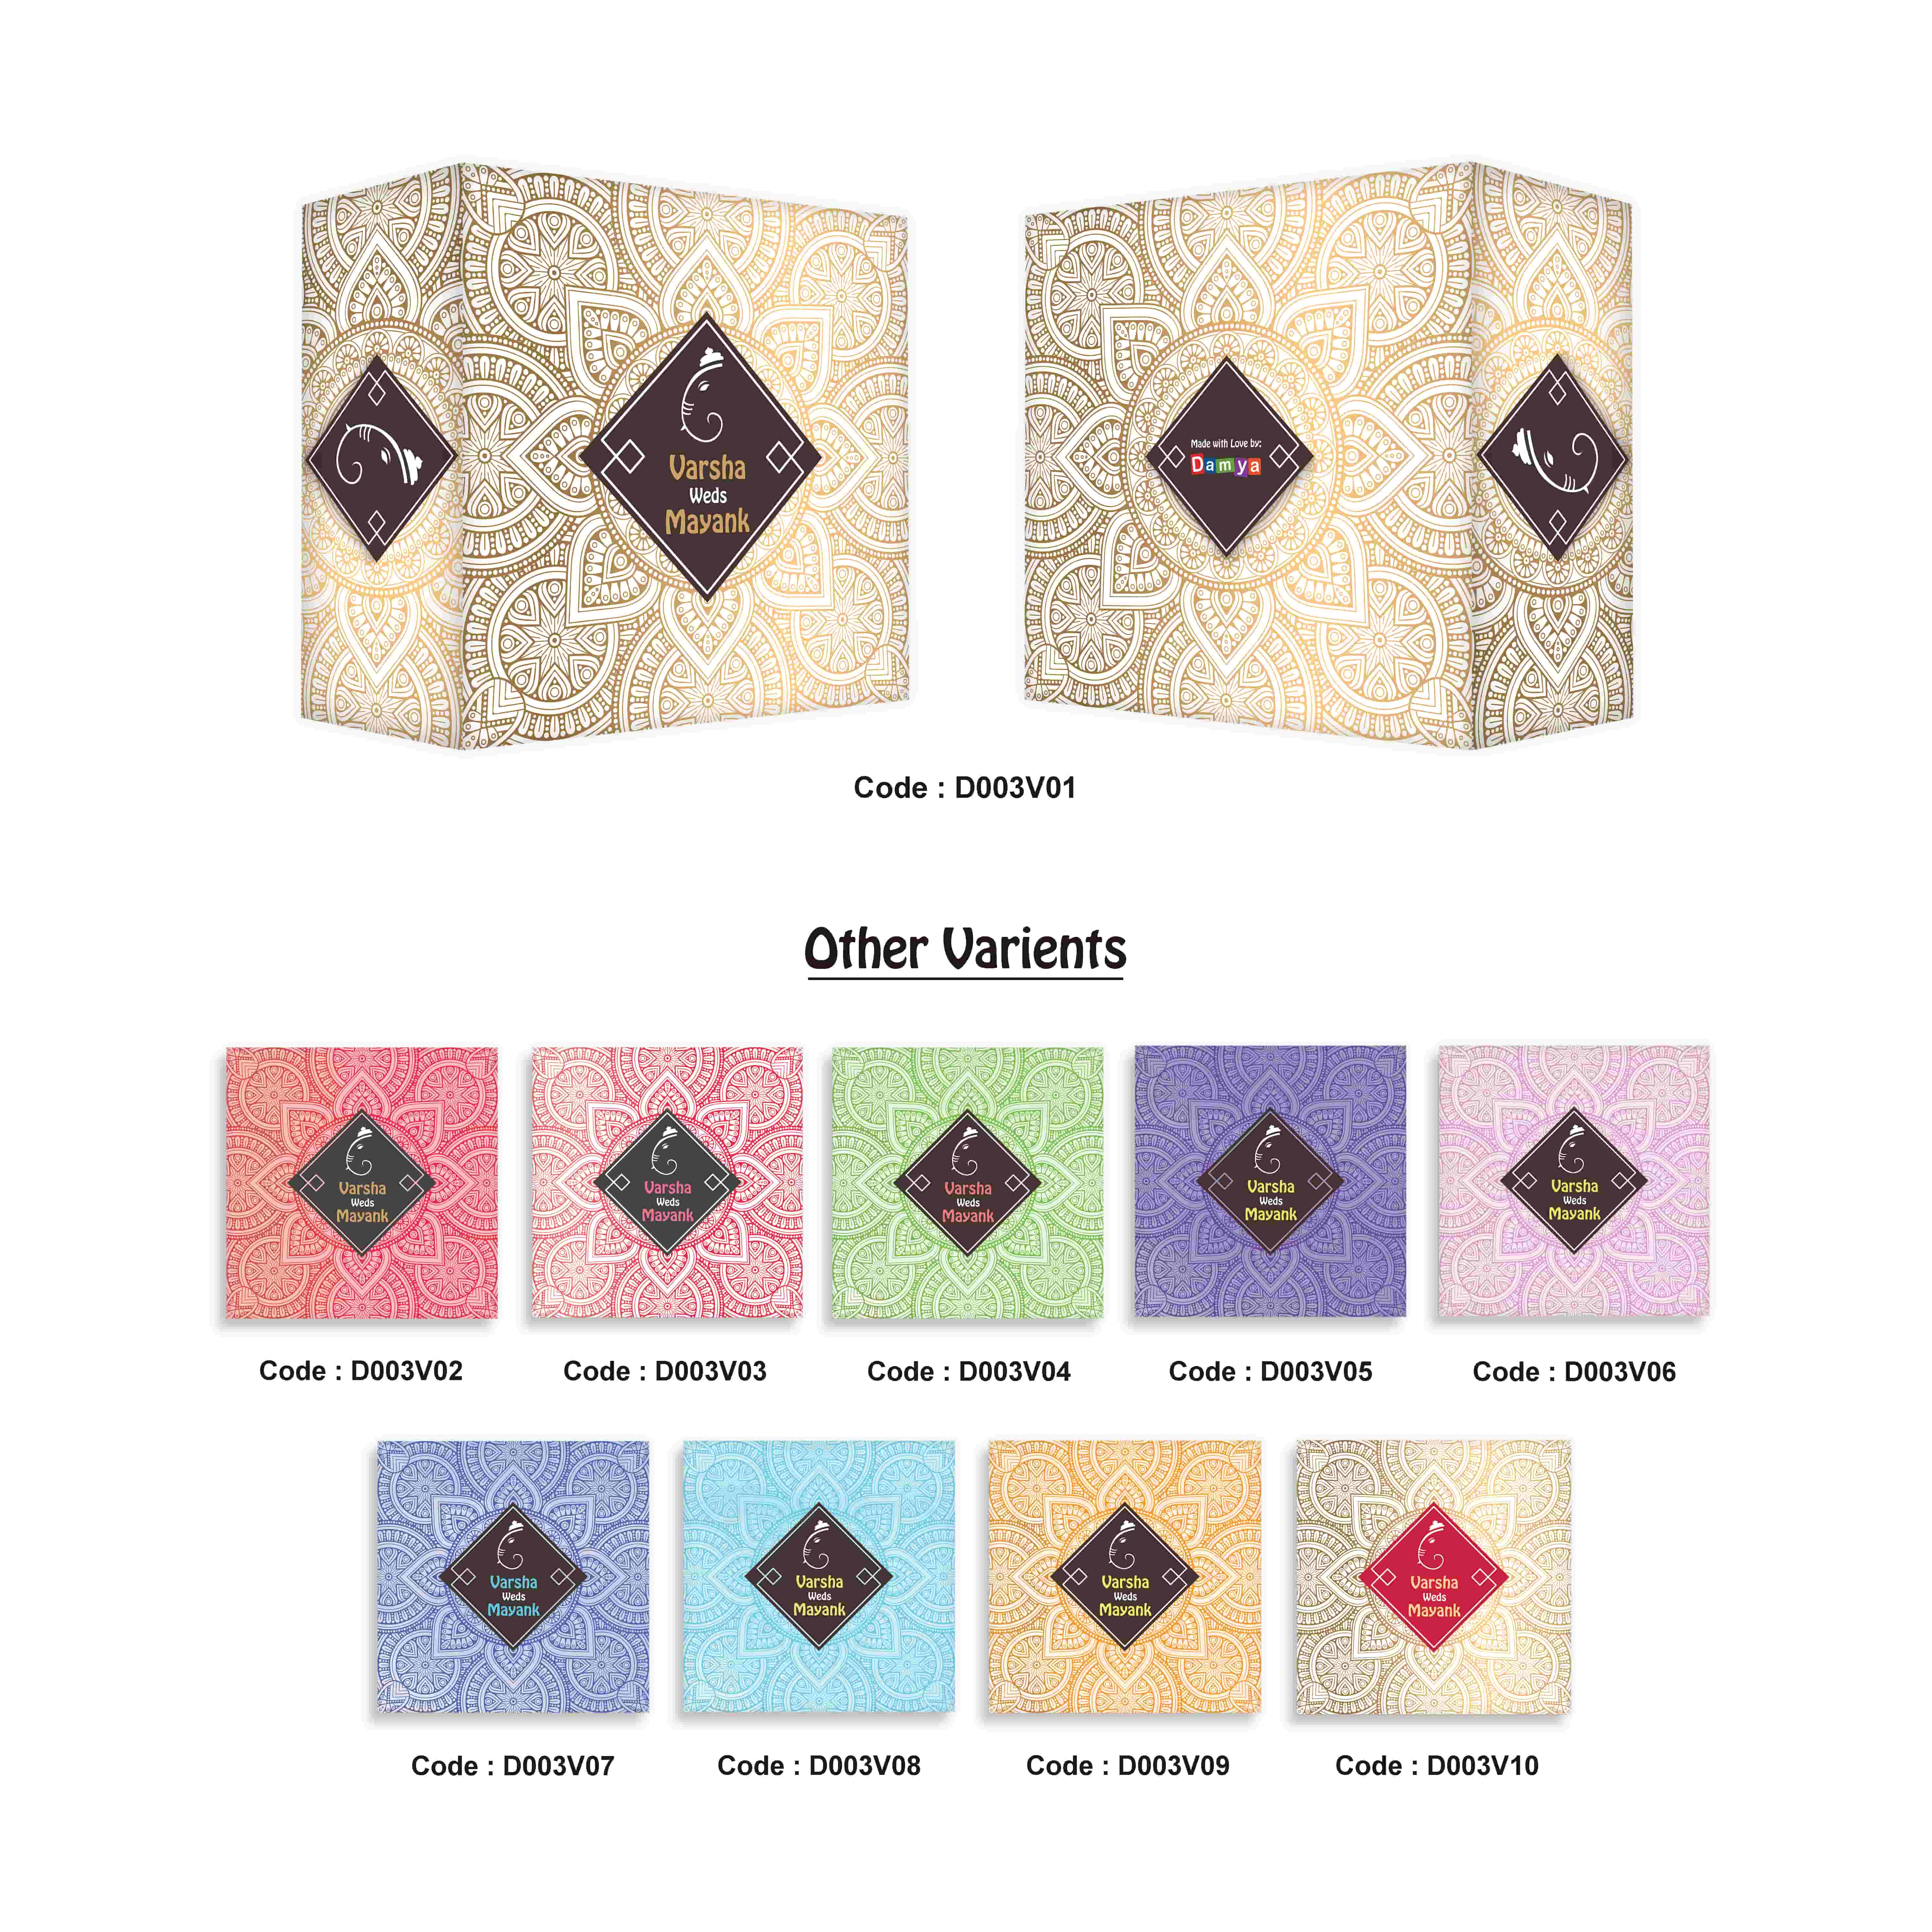 Varsha
Weds
Mayank
Made with Love by:
Damya
Code : D003V01
Other Varients
Varsha
Weds
Mayank
Varsha
Weds
Mayank
Varsha
Weds
Mayank
Varsha
Weds
Mayank
Varsha
Weds
Mayank
Code : D003V02
Code : D003V03
Code : D003V04
Code : D003V05
Code : D003V06
Varsha
Weds
Mayank
Varsha
Weds
Mayank
Varsha
Weds
Mayank
Varsha
Weds
Mayank
Code : D003V07
Code : D003V08
Code : D003V09
Code : D003V10